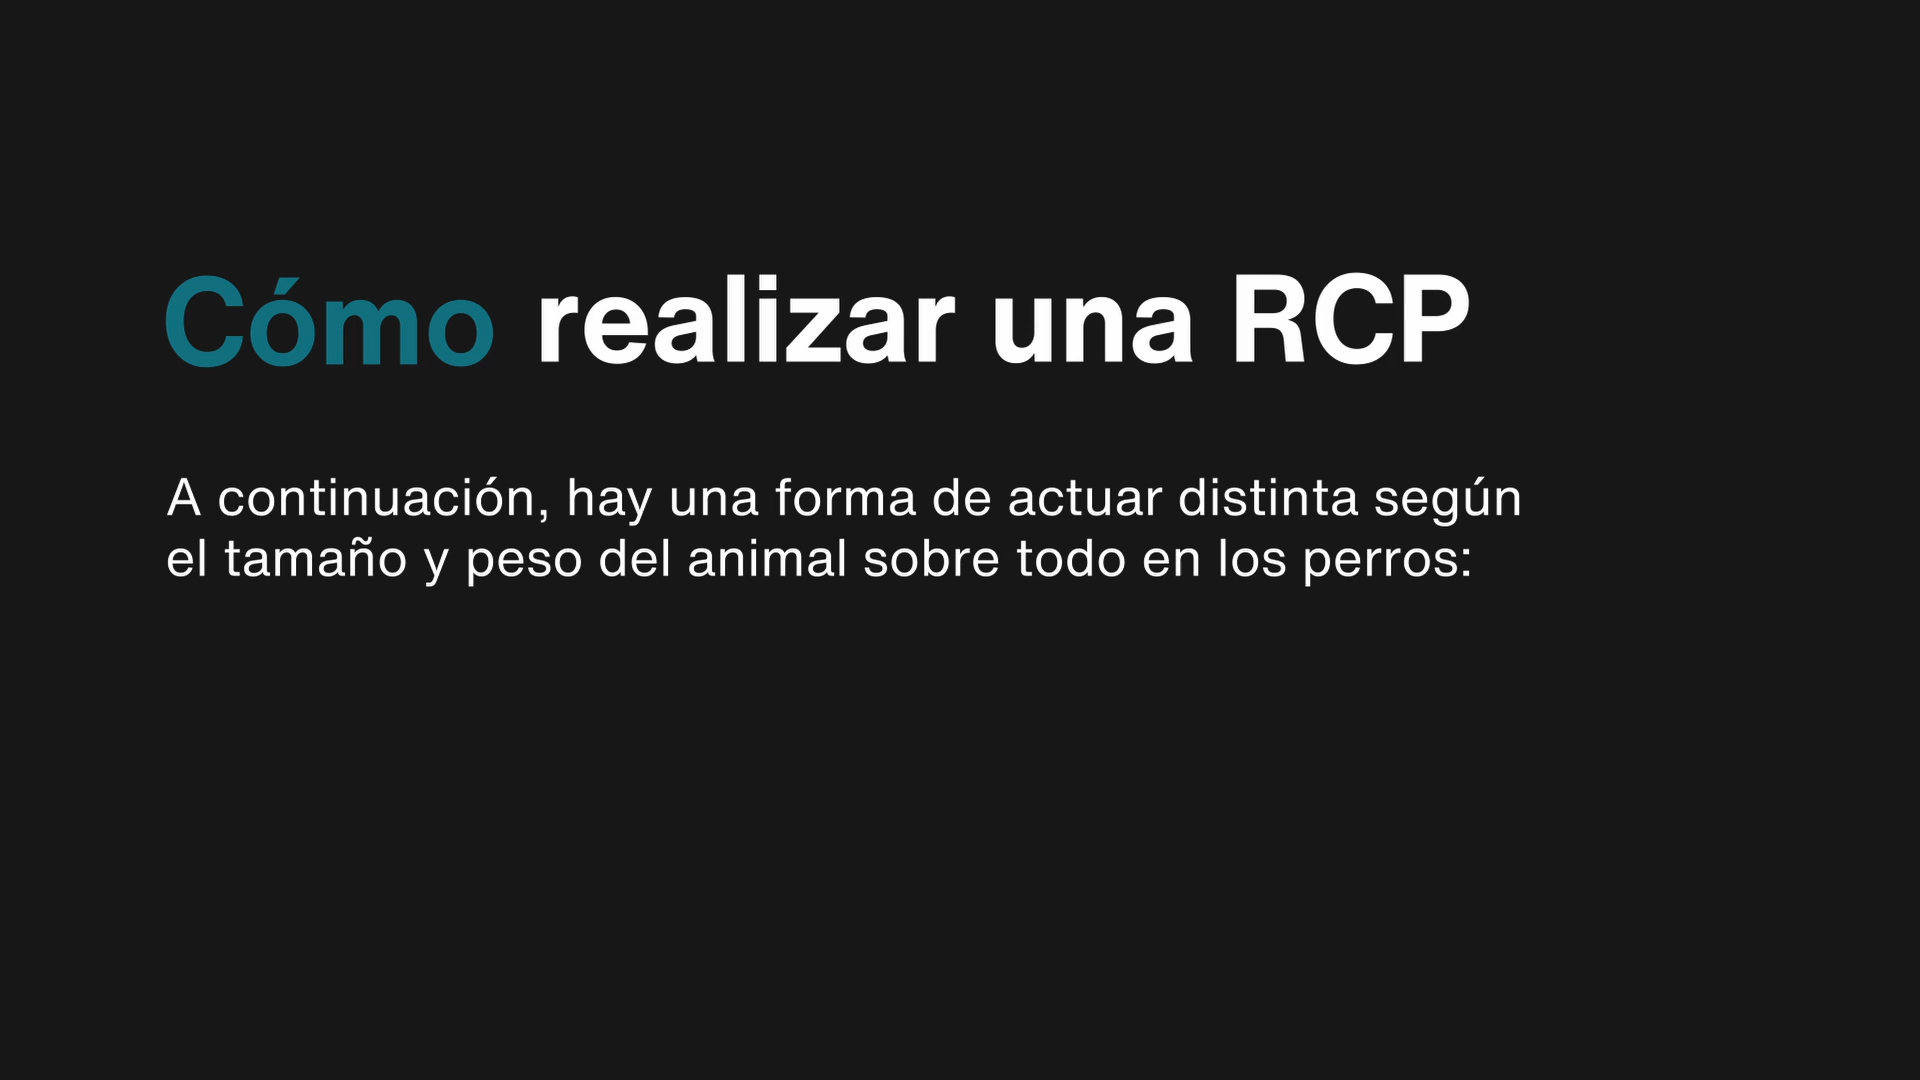 Cómo realizar una RCP
A continuación, hay una forma de actuar distinta según
el tamaño y peso del animal sobre todo en los perros: